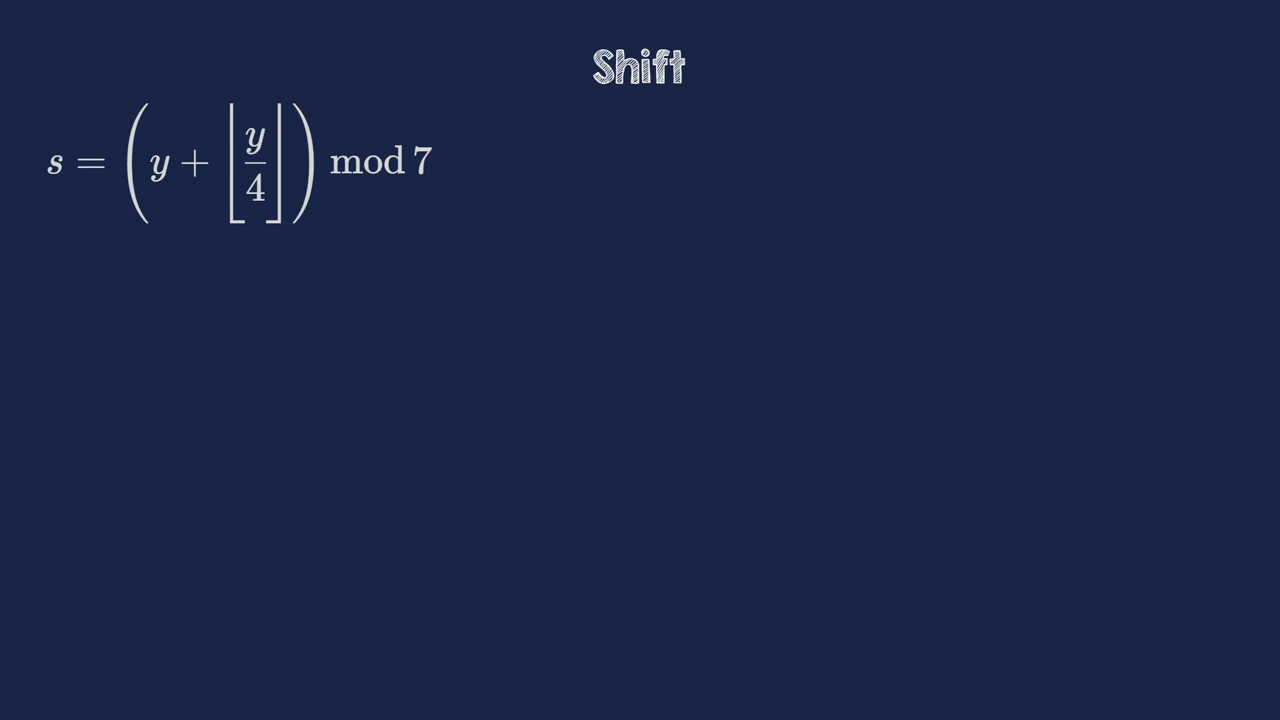 Shift
s = (y + ⌊y/4⌋) mod 7